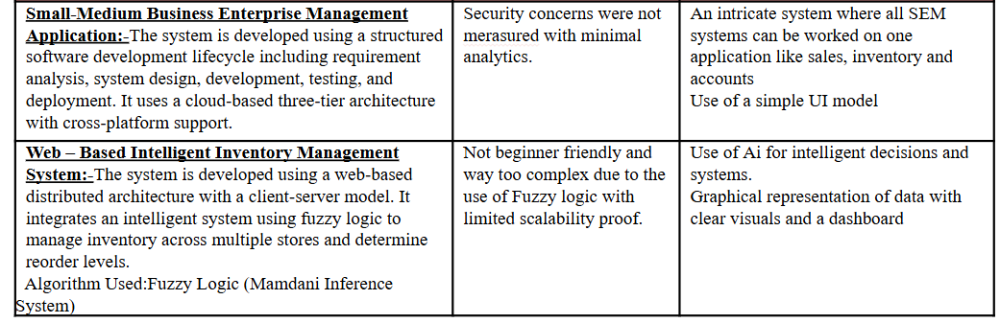 Small-Medium Business Enterprise Management
Application:-The system is developed using a structured
software development lifecycle including requirement
analysis, system design, development, testing, and
deployment. It uses a cloud-based three-tier architecture
with cross-platform support.
Security concerns were not
merasured with minimal
analytics.
An intricate system where all SEM
systems can be worked on one
application like sales, inventory and
accounts
Use of a simple UI model
Web – Based Intelligent Inventory Management
System:-The system is developed using a web-based
distributed architecture with a client-server model. It
integrates an intelligent system using fuzzy logic to
manage inventory across multiple stores and determine
reorder levels.
Algorithm Used:Fuzzy Logic (Mamdani Inference
System)
Not beginner friendly and
way too complex due to the
use of Fuzzy logic with
limited scalability proof.
Use of Ai for intelligent decisions and
systems.
Graphical representation of data with
clear visuals and a dashboard